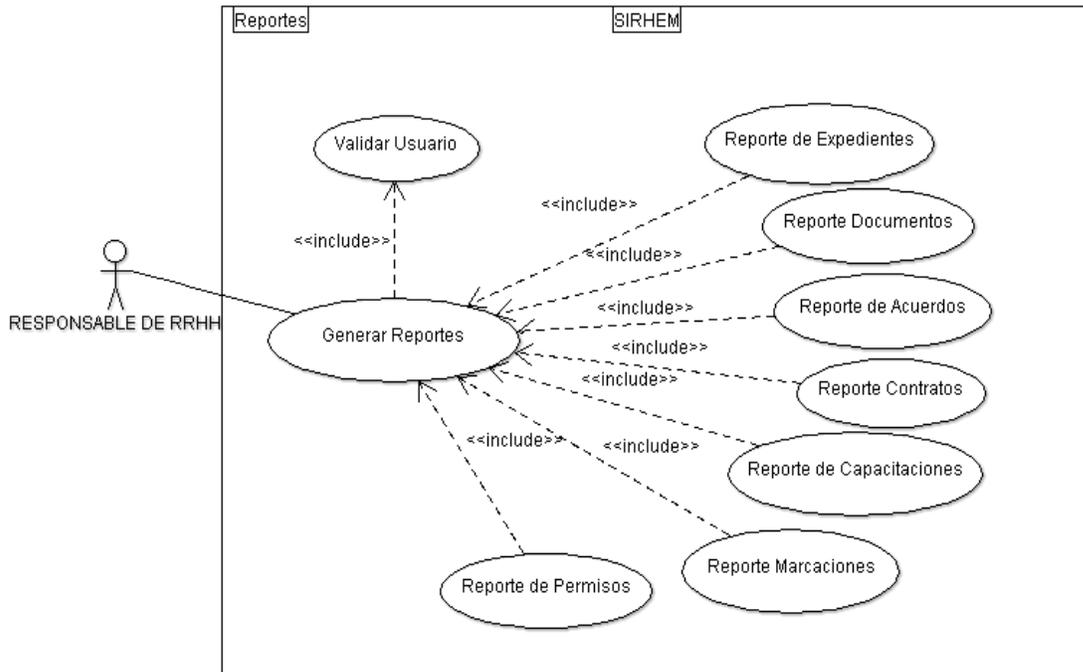 Reportes
SIRHEM
Validar Usuario
Reporte de Expedientes
<<include>>
Reporte Documentos
<<include>>
<<include>>
Reporte de Acuerdos
<<include>>
RESPONSABLE DE RRHH
Generar Reportes
<<include>>
<<include>>
Reporte Contratos
<<include>>
<<include>>
Reporte de Capacitaciones
Reporte Marcaciones
Reporte de Permisos